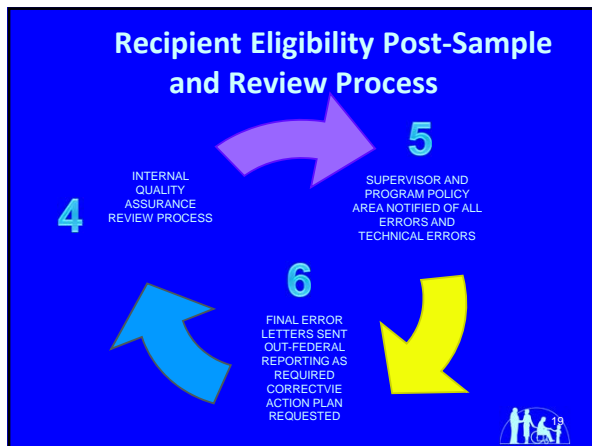 Recipient Eligibility Post-Sample
and Review Process
4
INTERNAL
QUALITY
ASSURANCE
REVIEW PROCESS
5
SUPERVISOR AND
PROGRAM POLICY
AREA NOTIFIED OF ALL
ERRORS AND
TECHNICAL ERRORS
6
FINAL ERROR
LETTERS SENT
OUT-FEDERAL
REPORTING AS
REQUIRED
CORRECTVIE
ACTION PLAN
REQUESTED
19